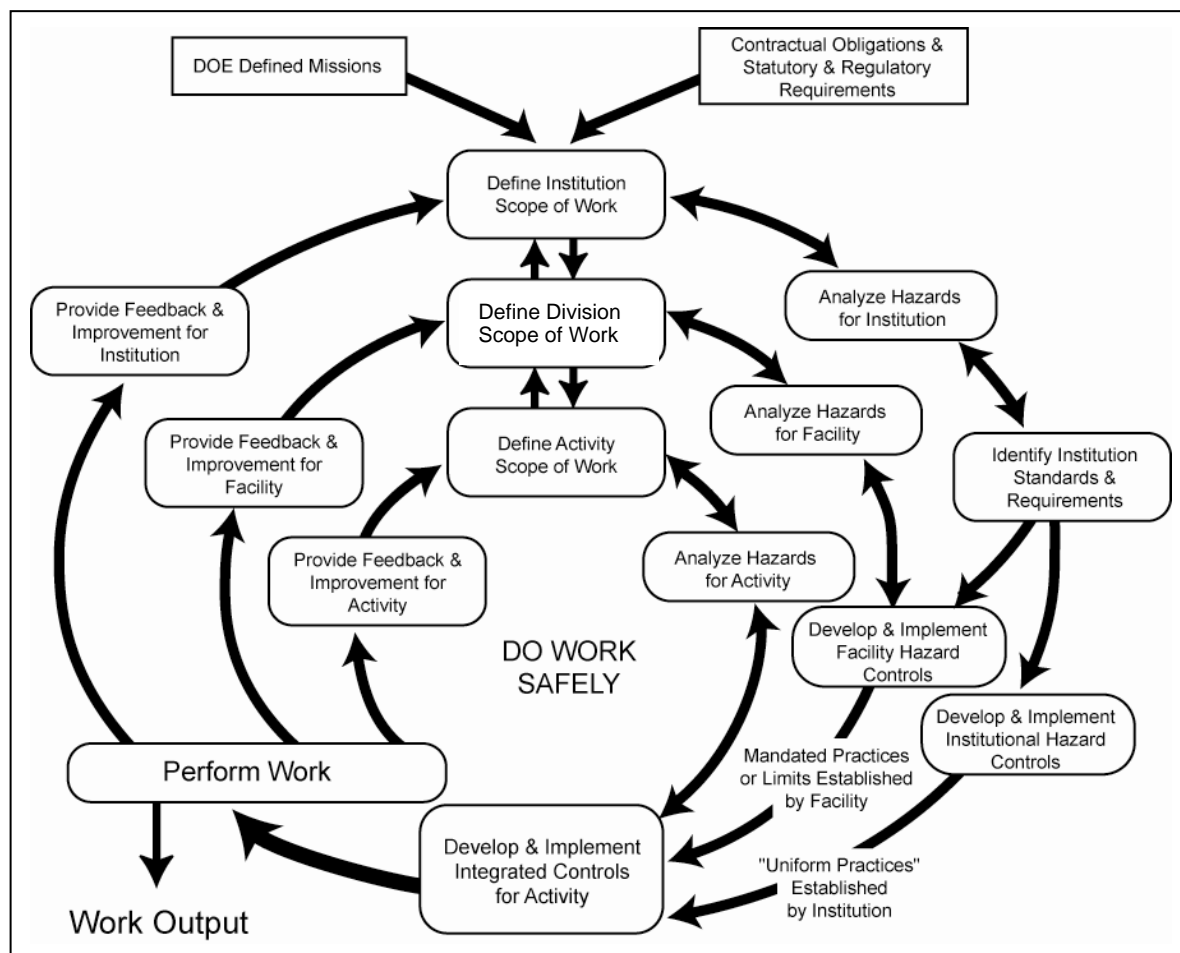 DOE Defined Missions
Contractual Obligations &
Statutory & Regulatory
Requirements
Define Institution
Scope of Work
Provide Feedback &
Improvement for
Institution
Define Division
Scope of Work
Analyze Hazards
for Institution
Provide Feedback &
Improvement for
Facility
Define Activity
Scope of Work
Analyze Hazards
for Facility
Identify Institution
Standards &
Requirements
Provide Feedback &
Improvement for
Activity
Analyze Hazards
for Activity
DO WORK
SAFELY
Develop & Implement
Facility Hazard
Controls
Develop & Implement
Institutional Hazard
Controls
Perform Work
Mandated Practices
or Limits Established
by Facility
Develop & Implement
Integrated Controls
for Activity
"Uniform Practices"
Established
by Institution
Work Output